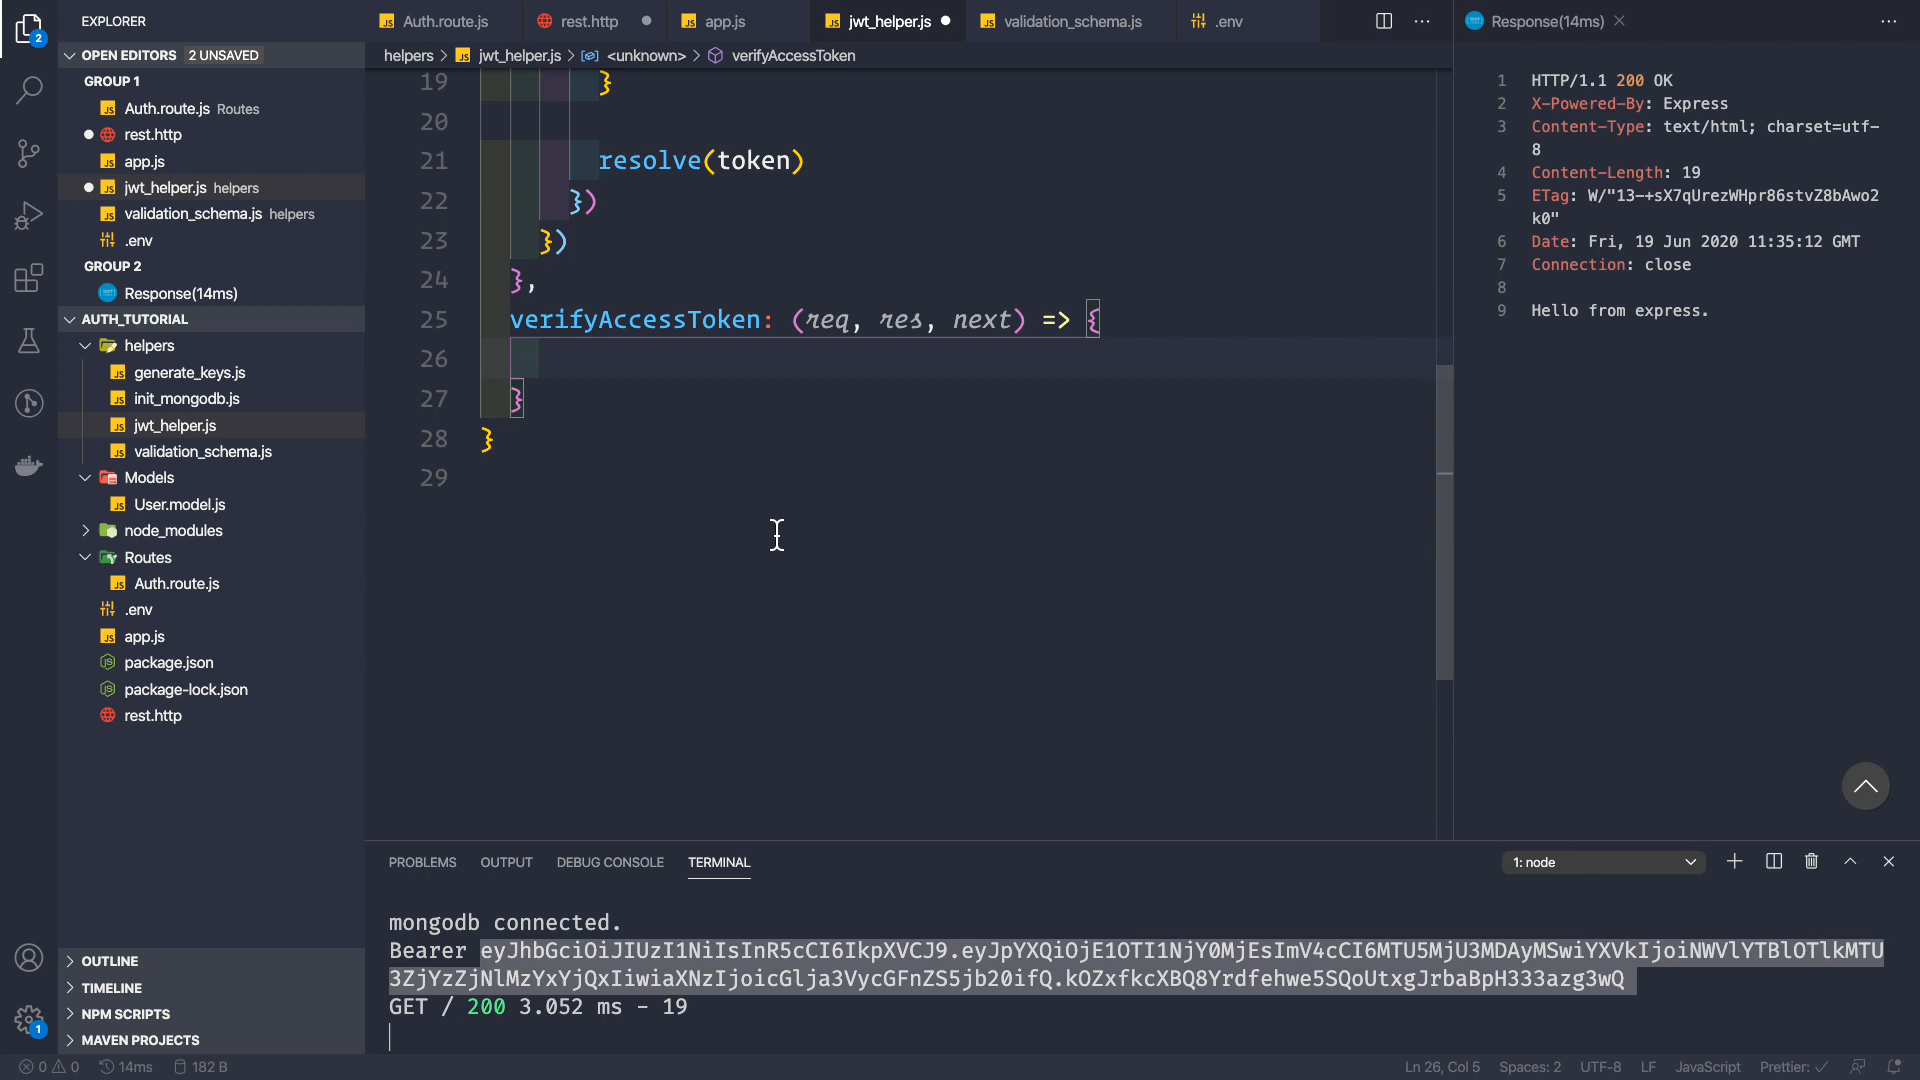 EXPLORER
OPEN EDITORS 2 UNSAVED
GROUP 1
Auth.route.js Routes
rest.http
app.js
jwt_helper.js helpers
validation_schema.js helpers
.env
GROUP 2
Response(14ms)
AUTH_TUTORIAL
helpers
generate_keys.js
init_mongodb.js
jwt_helper.js
validation_schema.js
Models
User.model.js
node_modules
Routes
Auth.route.js
.env
app.js
package.json
package-lock.json
rest.http
OUTLINE
TIMELINE
NPM SCRIPTS
MAVEN PROJECTS
2
1
Auth.route.js rest.http app.js jwt_helper.js validation_schema.js .env
helpers > jwt_helper.js > <unknown> > verifyAccessToken
19 }
20
21 resolve(token)
22 })
23 })
24 },
25 verifyAccessToken: (req, res, next) => {
26
27 }
28 }
29
Response(14ms)
1 HTTP/1.1 200 OK
2 X-Powered-By: Express
3 Content-Type: text/html; charset=utf-
8
4 Content-Length: 19
5 ETag: W/"13-+sX7qUrezWHpr86stvZ8bAwo2
k0"
6 Date: Fri, 19 Jun 2020 11:35:12 GMT
7 Connection: close
8
9 Hello from express.
PROBLEMS OUTPUT DEBUG CONSOLE TERMINAL 1: node
mongodb connected.
Bearer eyJhbGciOiJIUzI1NiIsInR5cCI6IkpXVCJ9.eyJpYXQiOjE1OTI1NjY0MjEsImV4cCI6MTU5MjU3MDAyMSwiYXVkIjoiNWVlYTBlOTlkMTU
3ZjYzZjNlMzYxYjQxIiwiaXNzIjoicGlja3VycGFnZS5jb20ifQ.kOZxfkcXBQ8Yrdfehwe5SQoUtxgJrbaBpH333azg3wQ
GET / 200 3.052 ms - 19
0 0 14ms 182 B Ln 26, Col 5 Spaces: 2 UTF-8 LF JavaScript Prettier: ✓